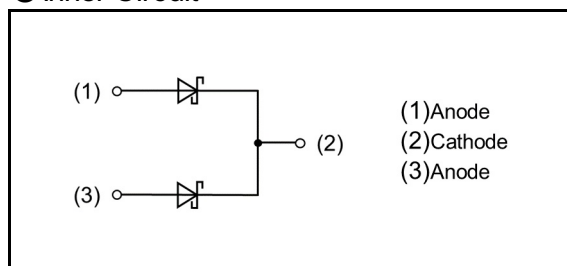 Inner Circuit
(1)
(2)
(3)
(1)Anode
(2)Cathode
(3)Anode